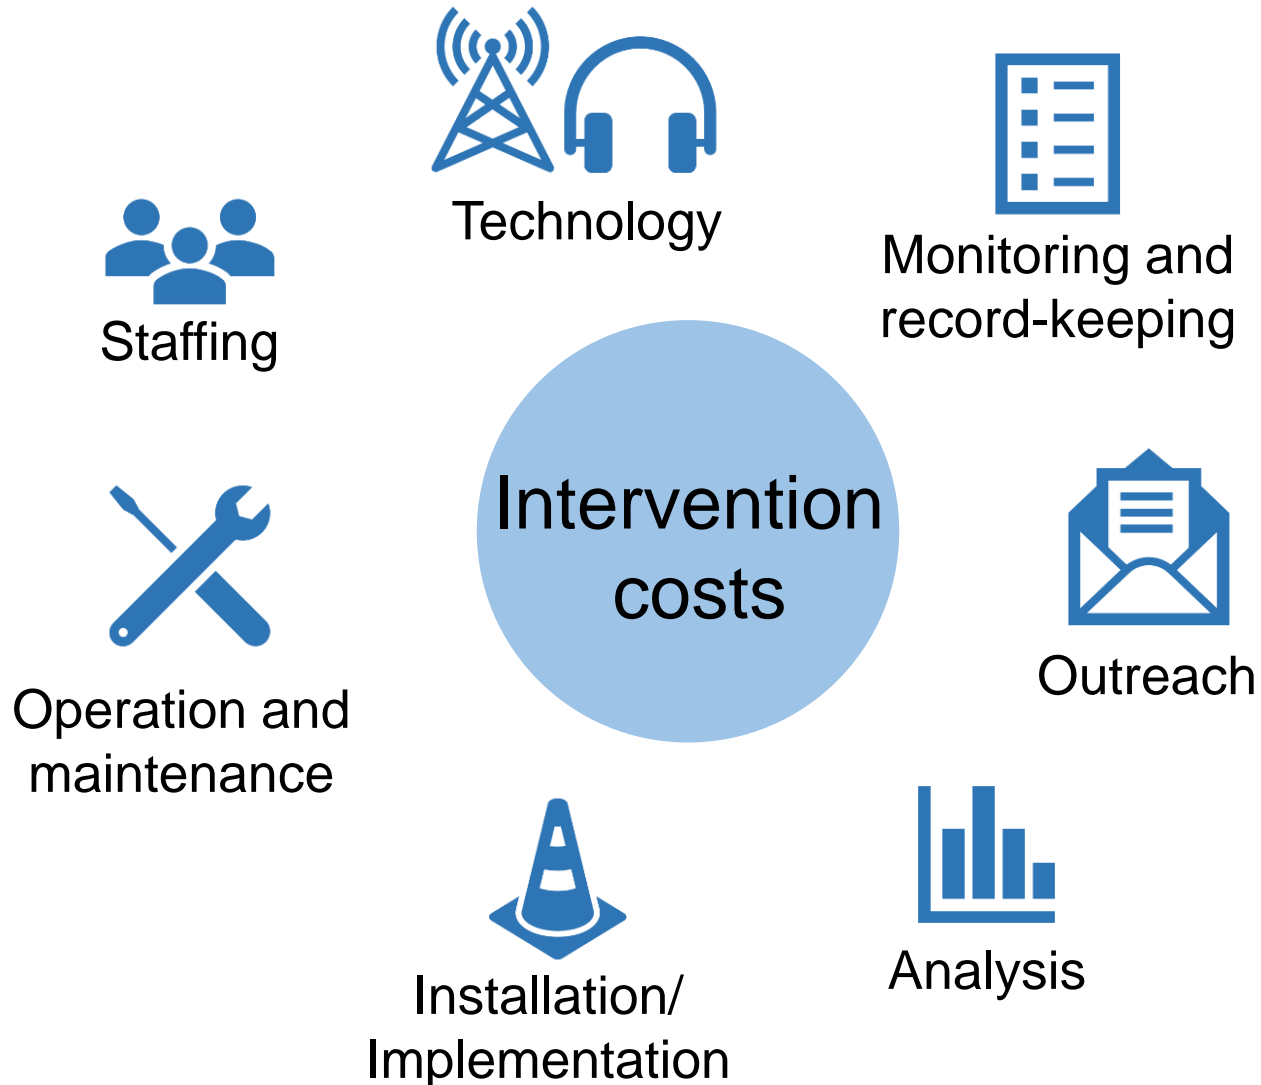 Technology
Monitoring and
record-keeping
Staffing
Intervention
costs
Outreach
Operation and
maintenance
Analysis
Installation/
Implementation